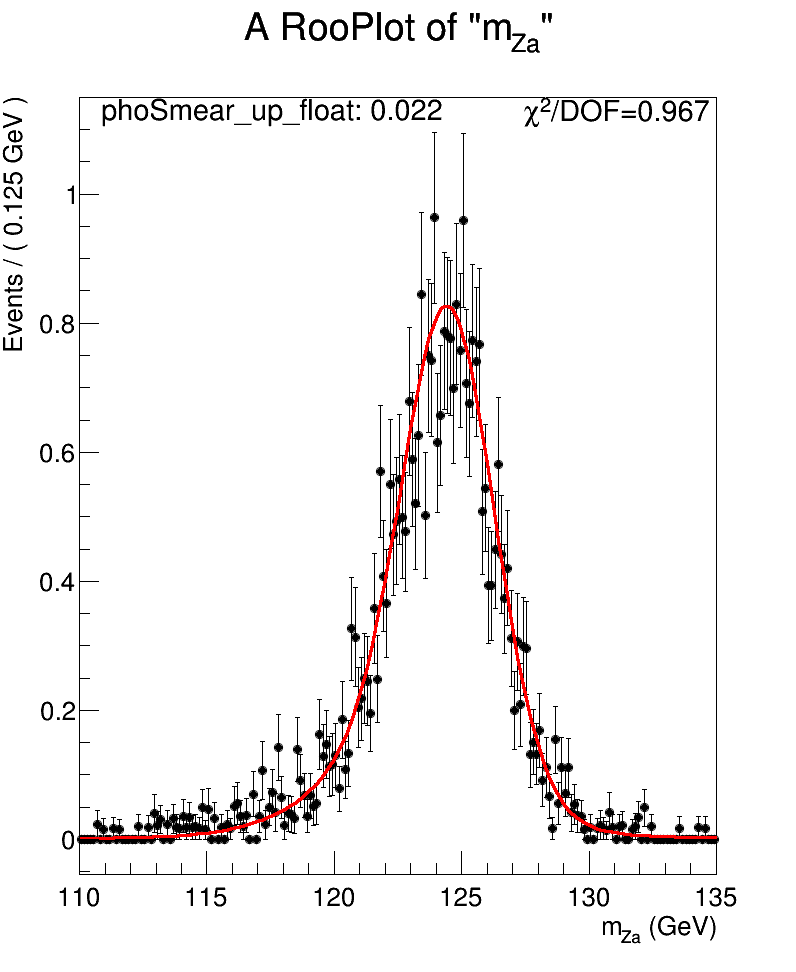 A RooPlot of "m_Za"
phoSmear_up_float: 0.022 χ²/DOF=0.967
Events / ( 0.125 GeV )
1
0.8
0.6
0.4
0.2
0
110 115 120 125 130 135
m_Za (GeV)